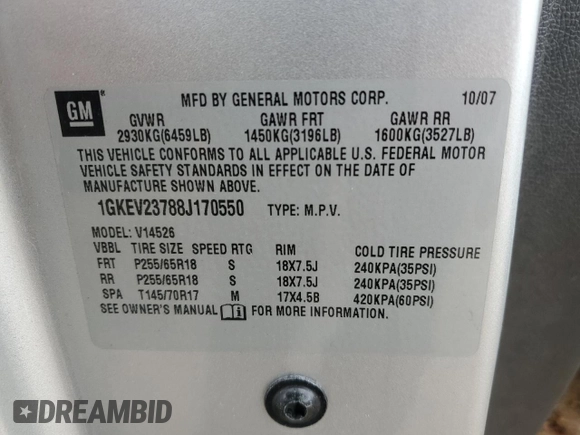 GM
MFD BY GENERAL MOTORS CORP. 10/07
GVWR GAWR FRT GAWR RR
2930KG(6459LB) 1450KG(3196LB) 1600KG(3527LB)
THIS VEHICLE CONFORMS TO ALL APPLICABLE U.S. FEDERAL MOTOR
VEHICLE SAFETY STANDARDS IN EFFECT ON THE DATE OF
MANUFACTURE SHOWN ABOVE.
1GKEV23788J170550 TYPE: M.P.V.
MODEL: V14526
VBBL TIRE SIZE SPEED RTG RIM COLD TIRE PRESSURE
FRT P255/65R18 S 18X7.5J 240KPA(35PSI)
RR P255/65R18 S 18X7.5J 240KPA(35PSI)
SPA T145/70R17 M 17X4.5B 420KPA(60PSI)
SEE OWNER'S MANUAL FOR MORE INFORMATION.
DREAMBID